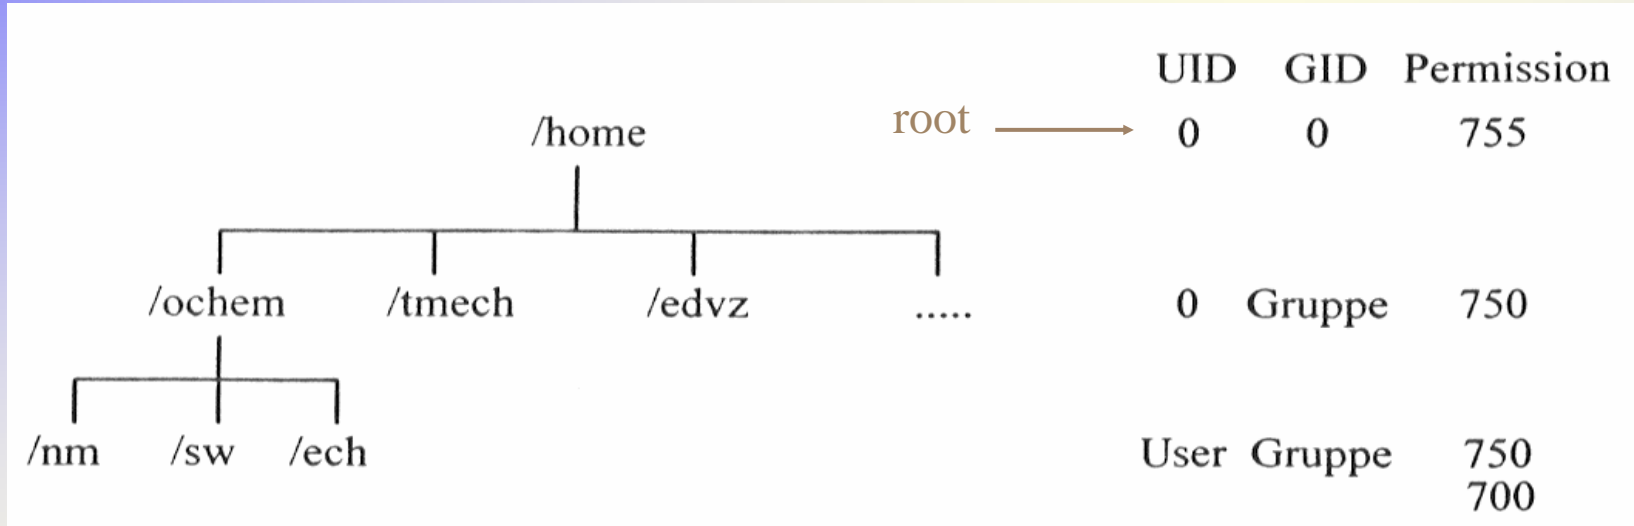 UID GID Permission
/home root 0 0 755
/ochem /tmech /edvz ..... 0 Gruppe 750
/nm /sw /ech User Gruppe 750
700